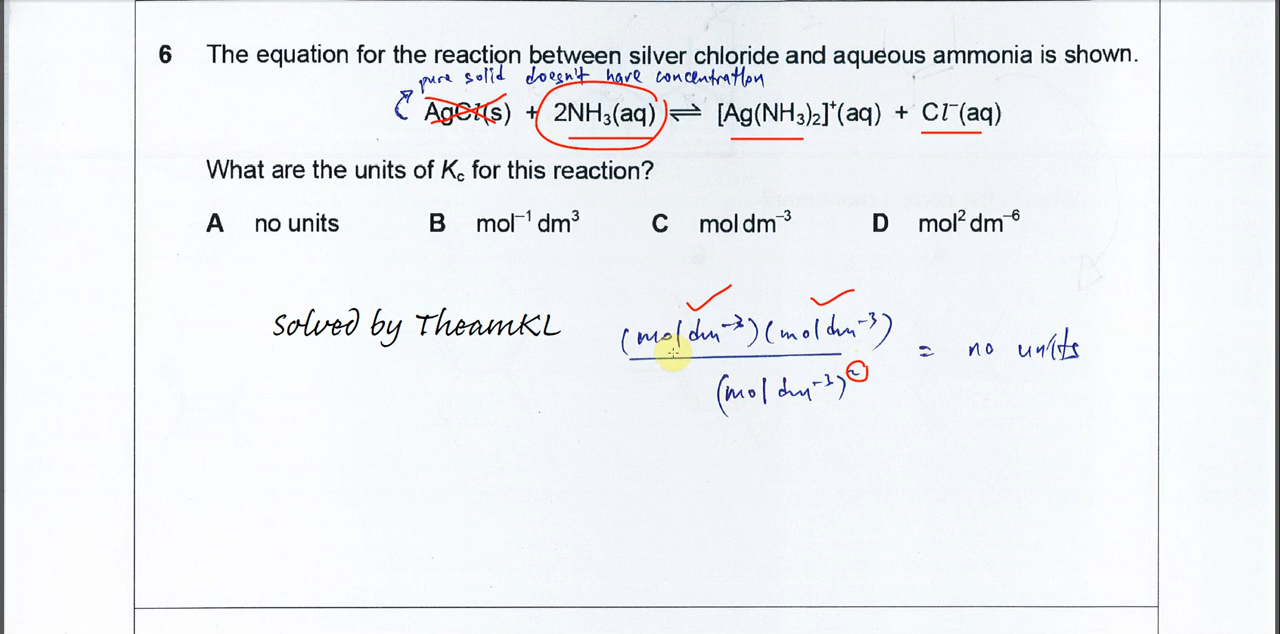 6 The equation for the reaction between silver chloride and aqueous ammonia is shown.
pure solid doesn't have concentration
AgCl(s) + 2NH₃(aq) ⇌ [Ag(NH₃)₂]⁺(aq) + Cl⁻(aq)
What are the units of Kc for this reaction?
A no units B mol⁻¹ dm³ C mol dm⁻³ D mol² dm⁻⁶
Solved by TheamKL
(mol dm⁻³)(mol dm⁻³)
= no units
(mol dm⁻³)²